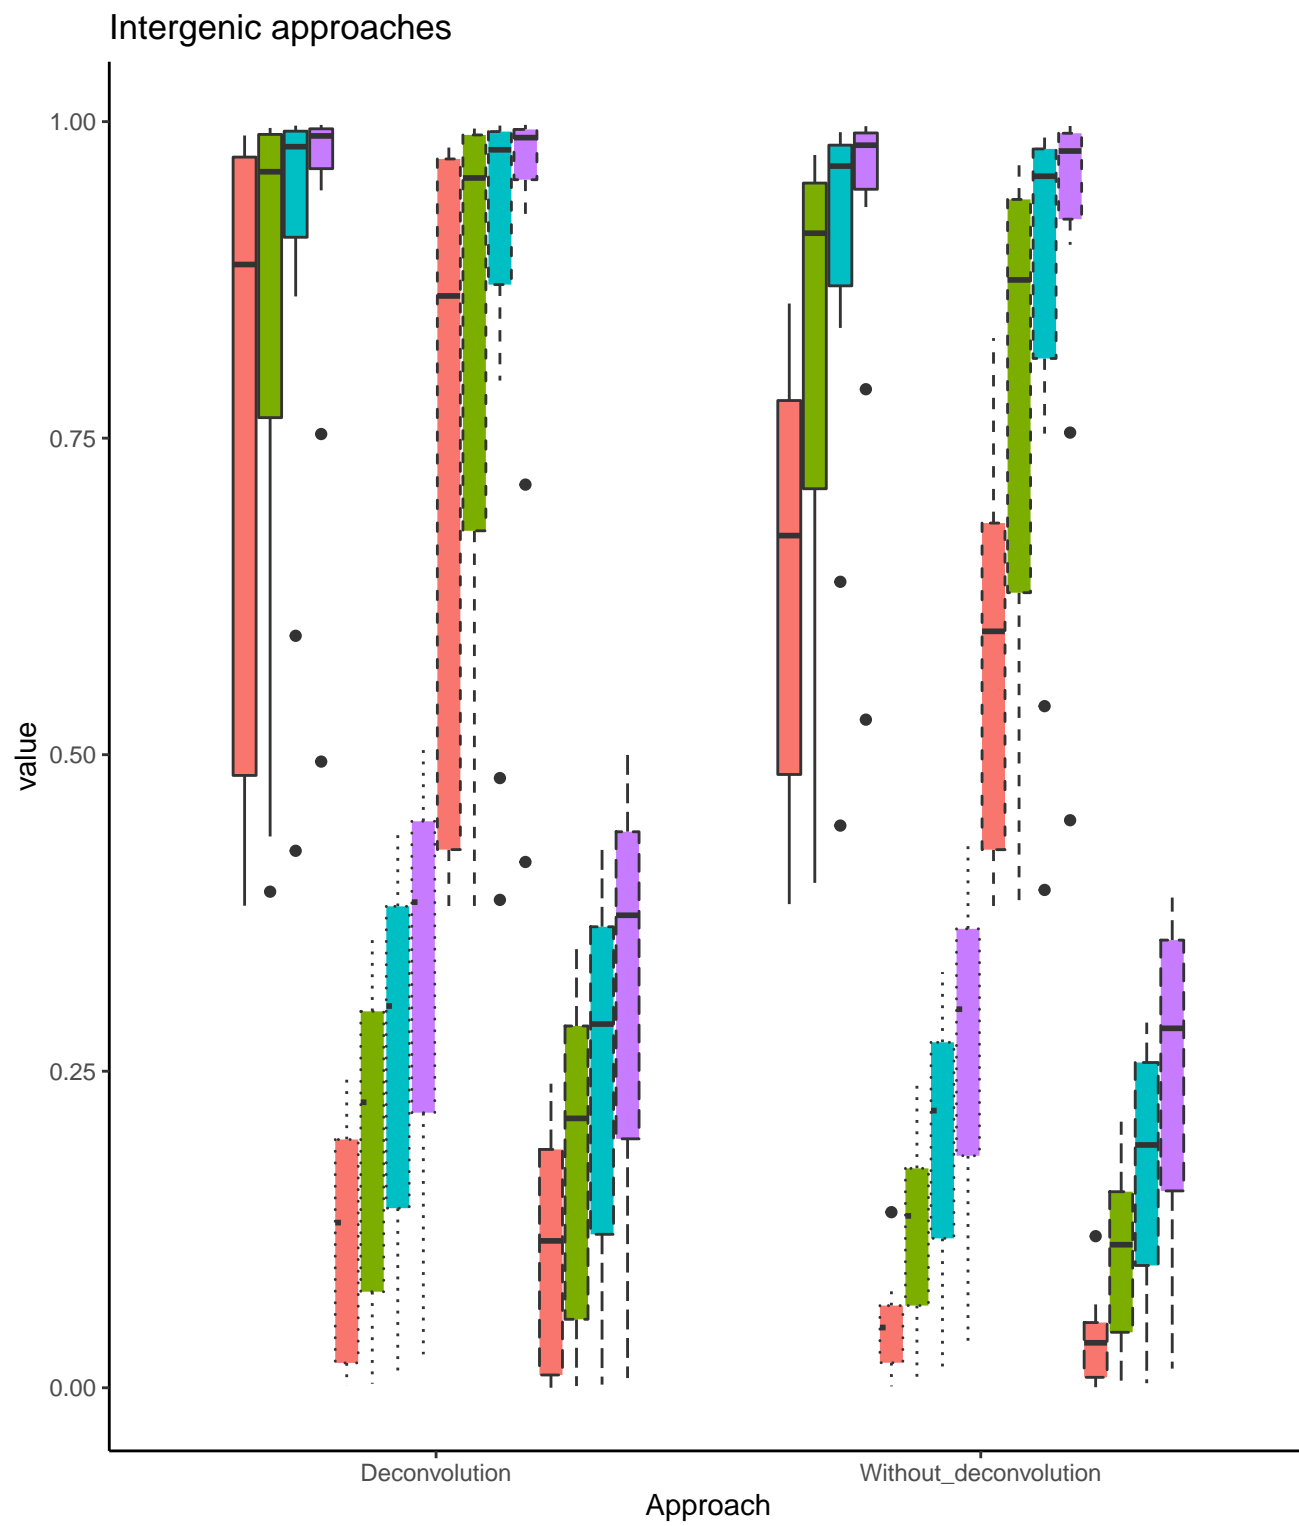 Intergenic approaches
1.00
0.75
0.50
0.25
0.00
value
Deconvolution
Without_deconvolution
Approach